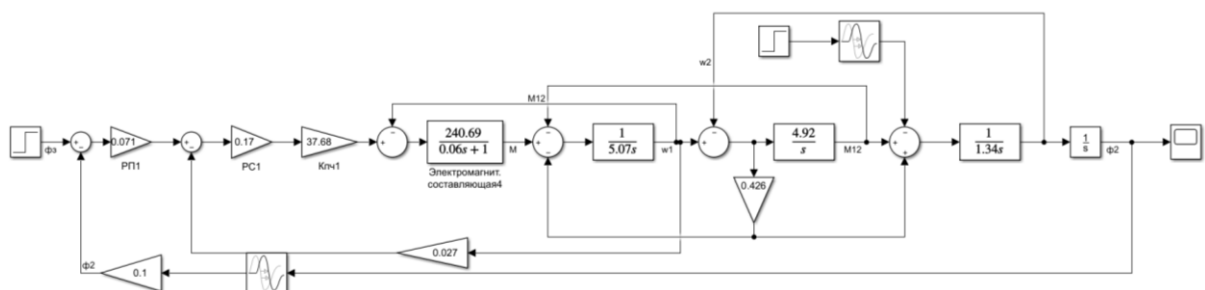 w2
M12
M12
фз
0.071
РП1
0.17
РС1
37.68
Kпч1
240.69
0.06s + 1
Электромагнит.
составляющая4
M
1
5.07s
w1
4.92
s
M12
1
1.34s
1
s
ф2
0.426
0.027
ф2
0.1